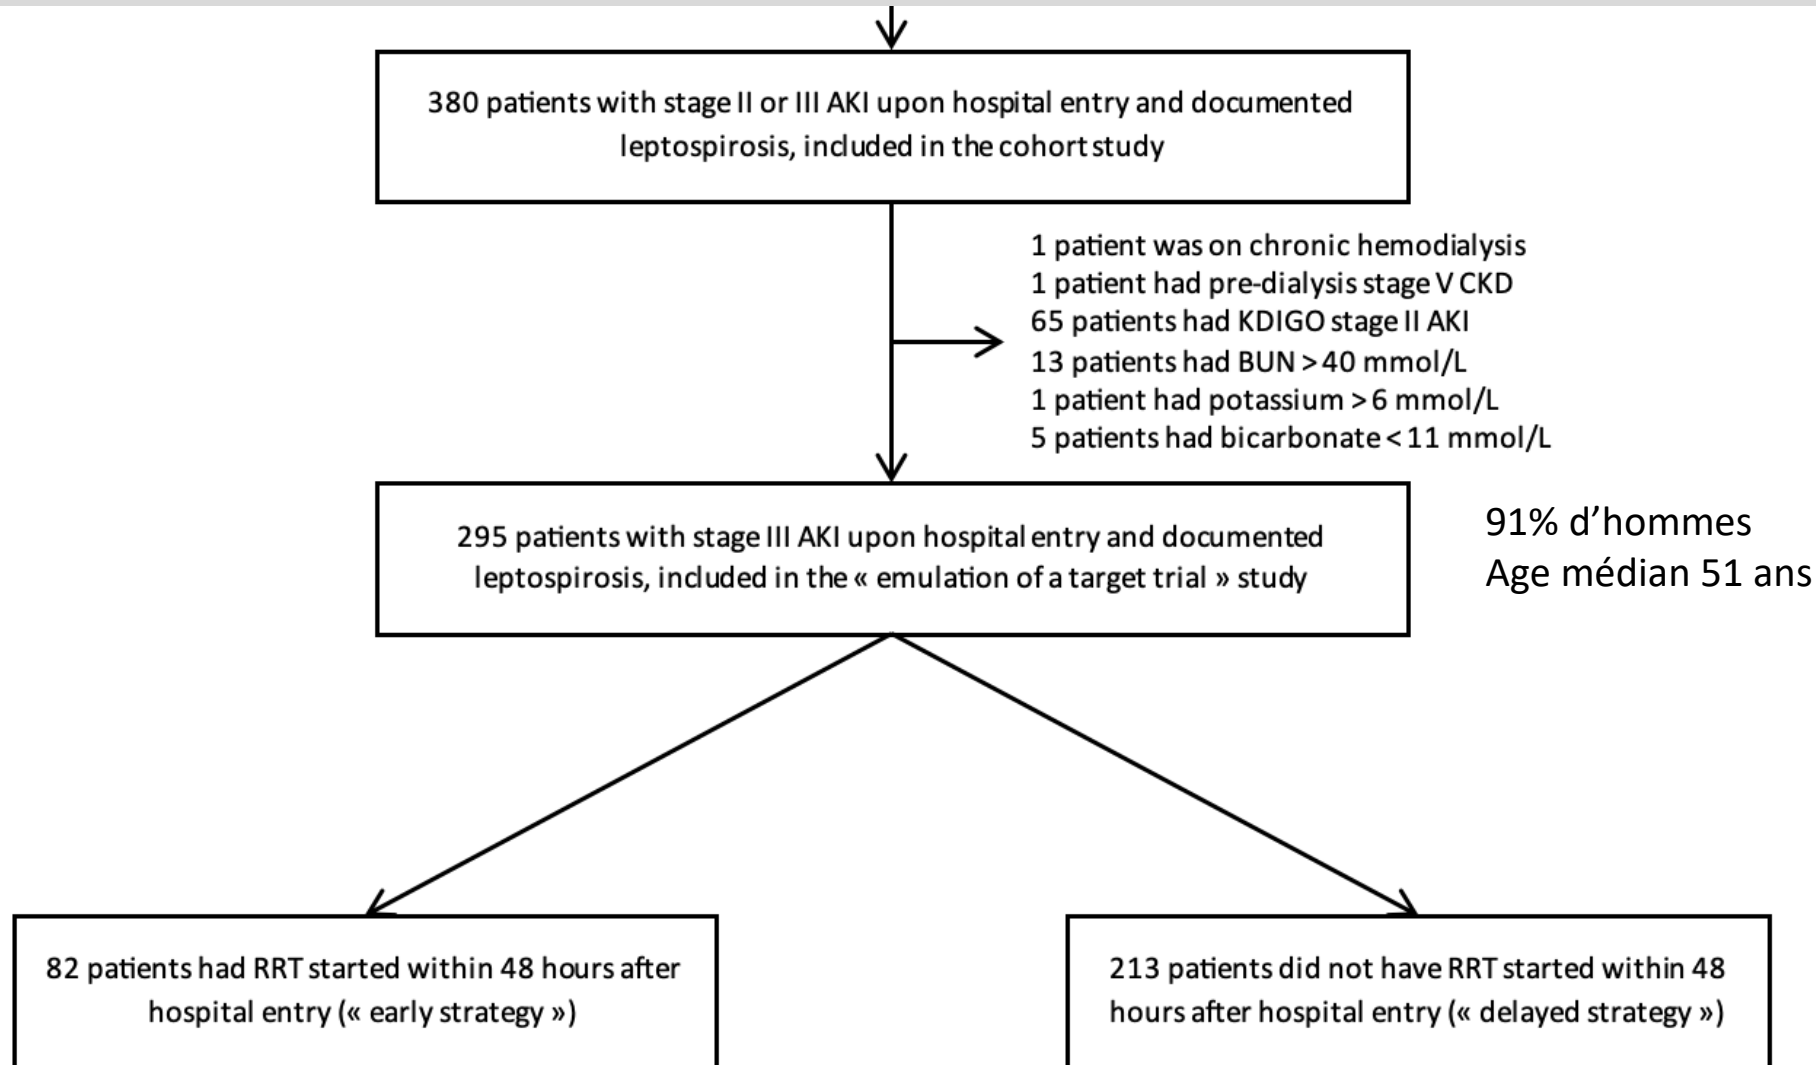 380 patients with stage II or III AKI upon hospital entry and documented
leptospirosis, included in the cohort study
1 patient was on chronic hemodialysis
1 patient had pre-dialysis stage V CKD
65 patients had KDIGO stage II AKI
13 patients had BUN > 40 mmol/L
1 patient had potassium > 6 mmol/L
5 patients had bicarbonate < 11 mmol/L
295 patients with stage III AKI upon hospital entry and documented
leptospirosis, included in the « emulation of a target trial » study
91% d’hommes
Age médian 51 ans
82 patients had RRT started within 48 hours after
hospital entry (« early strategy »)
213 patients did not have RRT started within 48
hours after hospital entry (« delayed strategy »)